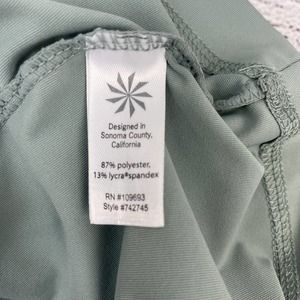 Designed in
Sonoma County,
California
87% polyester,
13% lycra®spandex
RN #109693
Style #742745